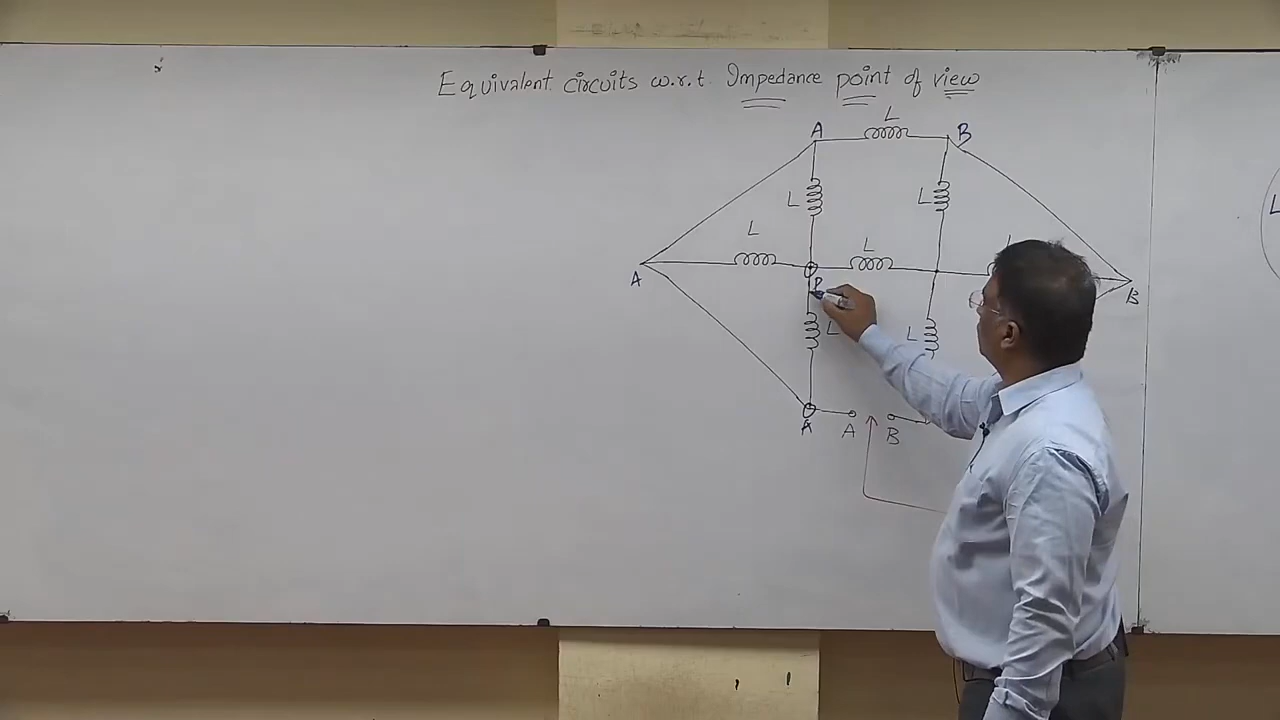 Equivalent circuits w.r.t. Impedance point of view
L
A B
L L
L L L
A P B
L L
A A B
L